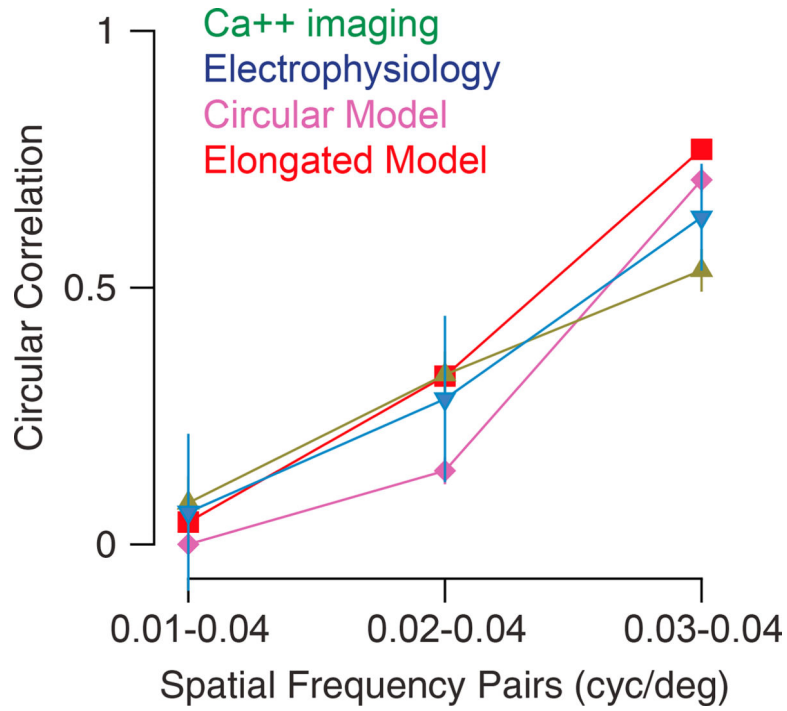 Ca++ imaging
Electrophysiology
Circular Model
Elongated Model
Circular Correlation
1
0.5
0
0.01-0.04
0.02-0.04
0.03-0.04
Spatial Frequency Pairs (cyc/deg)